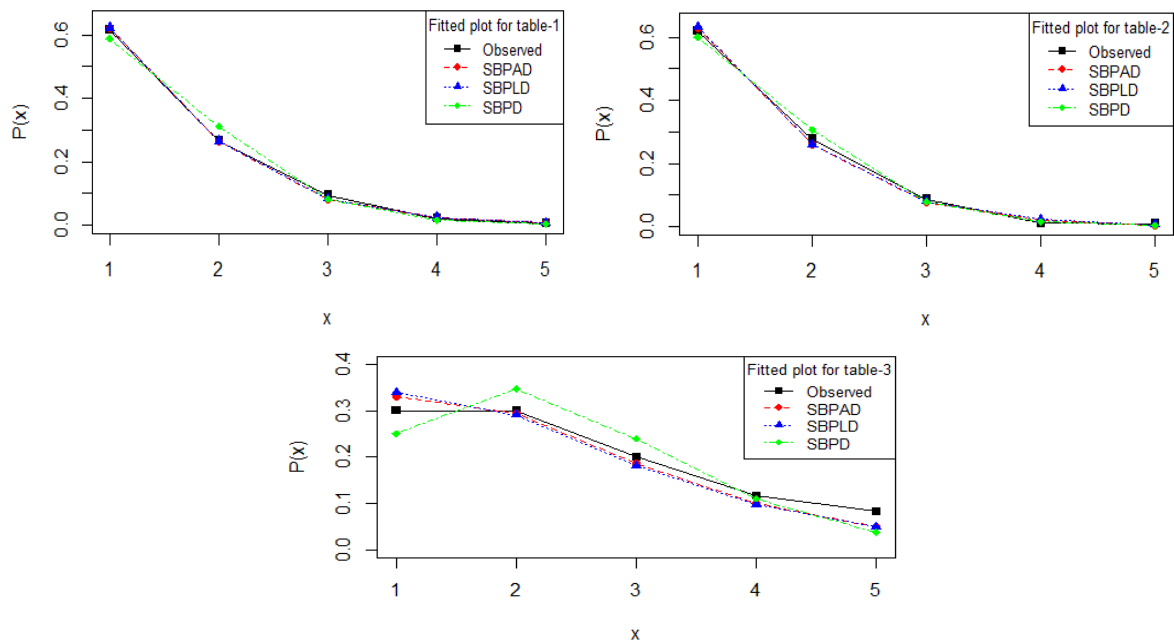 Fitted plot for table-1
Observed
SBPAD
SBPLD
SBPD
P(x)
0.6
0.4
0.2
0.0
1 2 3 4 5
x
Fitted plot for table-2
Observed
SBPAD
SBPLD
SBPD
P(x)
0.6
0.4
0.2
0.0
1 2 3 4 5
x
Fitted plot for table-3
Observed
SBPAD
SBPLD
SBPD
P(x)
0.4
0.3
0.2
0.1
0.0
1 2 3 4 5
x